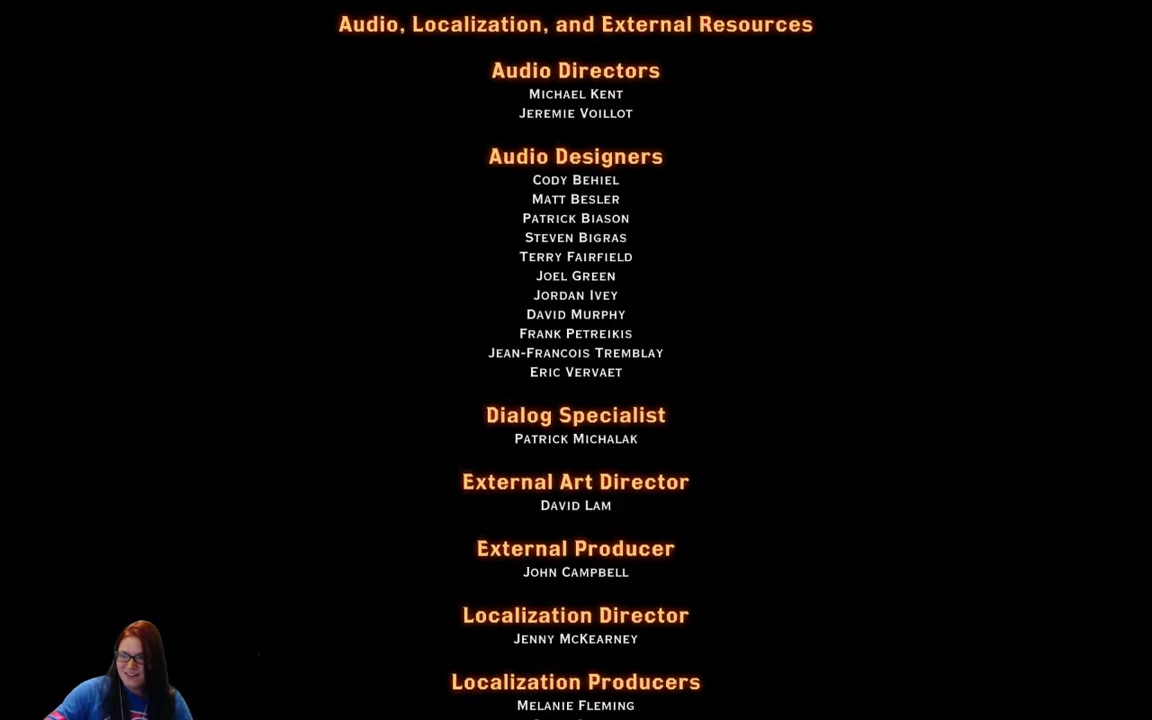 Audio, Localization, and External Resources
Audio Directors
Michael Kent
Jeremie Voillot
Audio Designers
Cody Behiel
Matt Besler
Patrick Biason
Steven Bigras
Terry Fairfield
Joel Green
Jordan Ivey
David Murphy
Frank Petreikis
Jean-Francois Tremblay
Eric Vervaet
Dialog Specialist
Patrick Michalak
External Art Director
David Lam
External Producer
John Campbell
Localization Director
Jenny McKearney
Localization Producers
Melanie Fleming